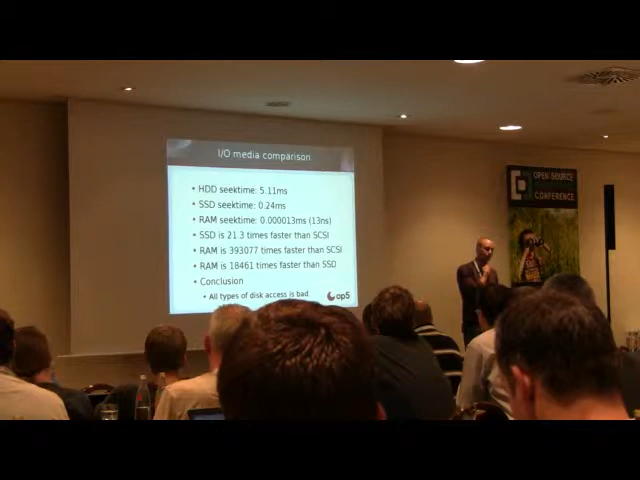 I/O media comparison
• HDD seektime: 5.11ms
• SSD seektime: 0.24ms
• RAM seektime: 0.000013ms (13ns)
• SSD is 21.3 times faster than SCSI
• RAM is 393077 times faster than SCSI
• RAM is 18461 times faster than SSD
• Conclusion
• All types of disk access is bad
op5
OPEN SOURCE
CONFERENCE